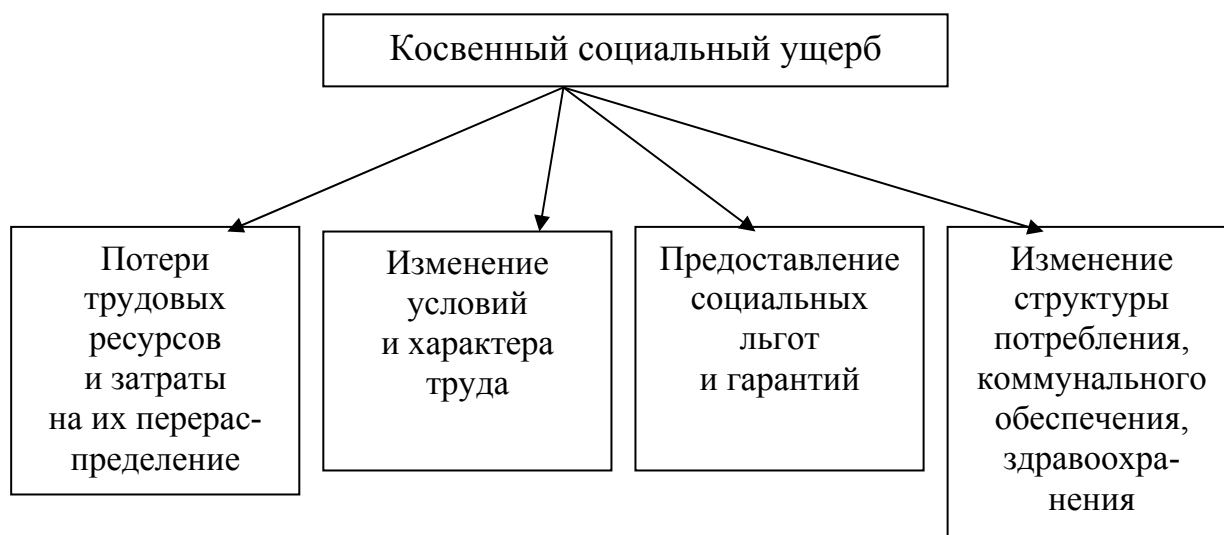 Косвенный социальный ущерб
Потери
трудовых
ресурсов
и затраты
на их перерас-
пределение
Изменение
условий
и характера
труда
Предоставление
социальных
льгот
и гарантий
Изменение
структуры
потребления,
коммунального
обеспечения,
здравоохра-
нения